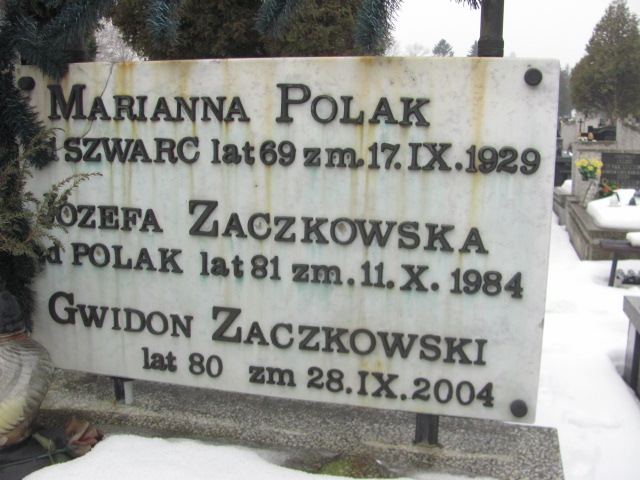 MARIANNA POLAK
SZWARC lat 69 zm. 17. IX. 1929
OZEFA ZACZKOWSKA
d POLAK lat 81 zm. 11. X. 1984
GWIDON ZACZKOWSKI
lat 80 zm 28. IX. 2004